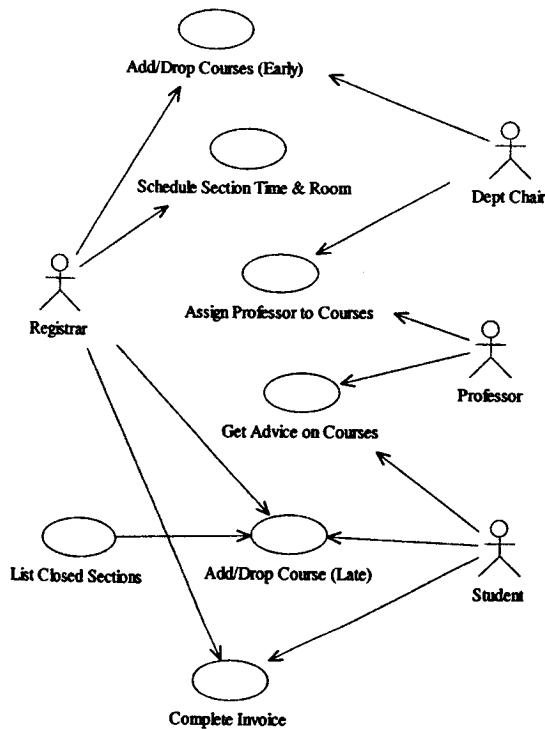 Add/Drop Courses (Early)
Schedule Section Time & Room
Dept Chair
Assign Professor to Courses
Registrar
Professor
Get Advice on Courses
List Closed Sections
Add/Drop Course (Late)
Student
Complete Invoice